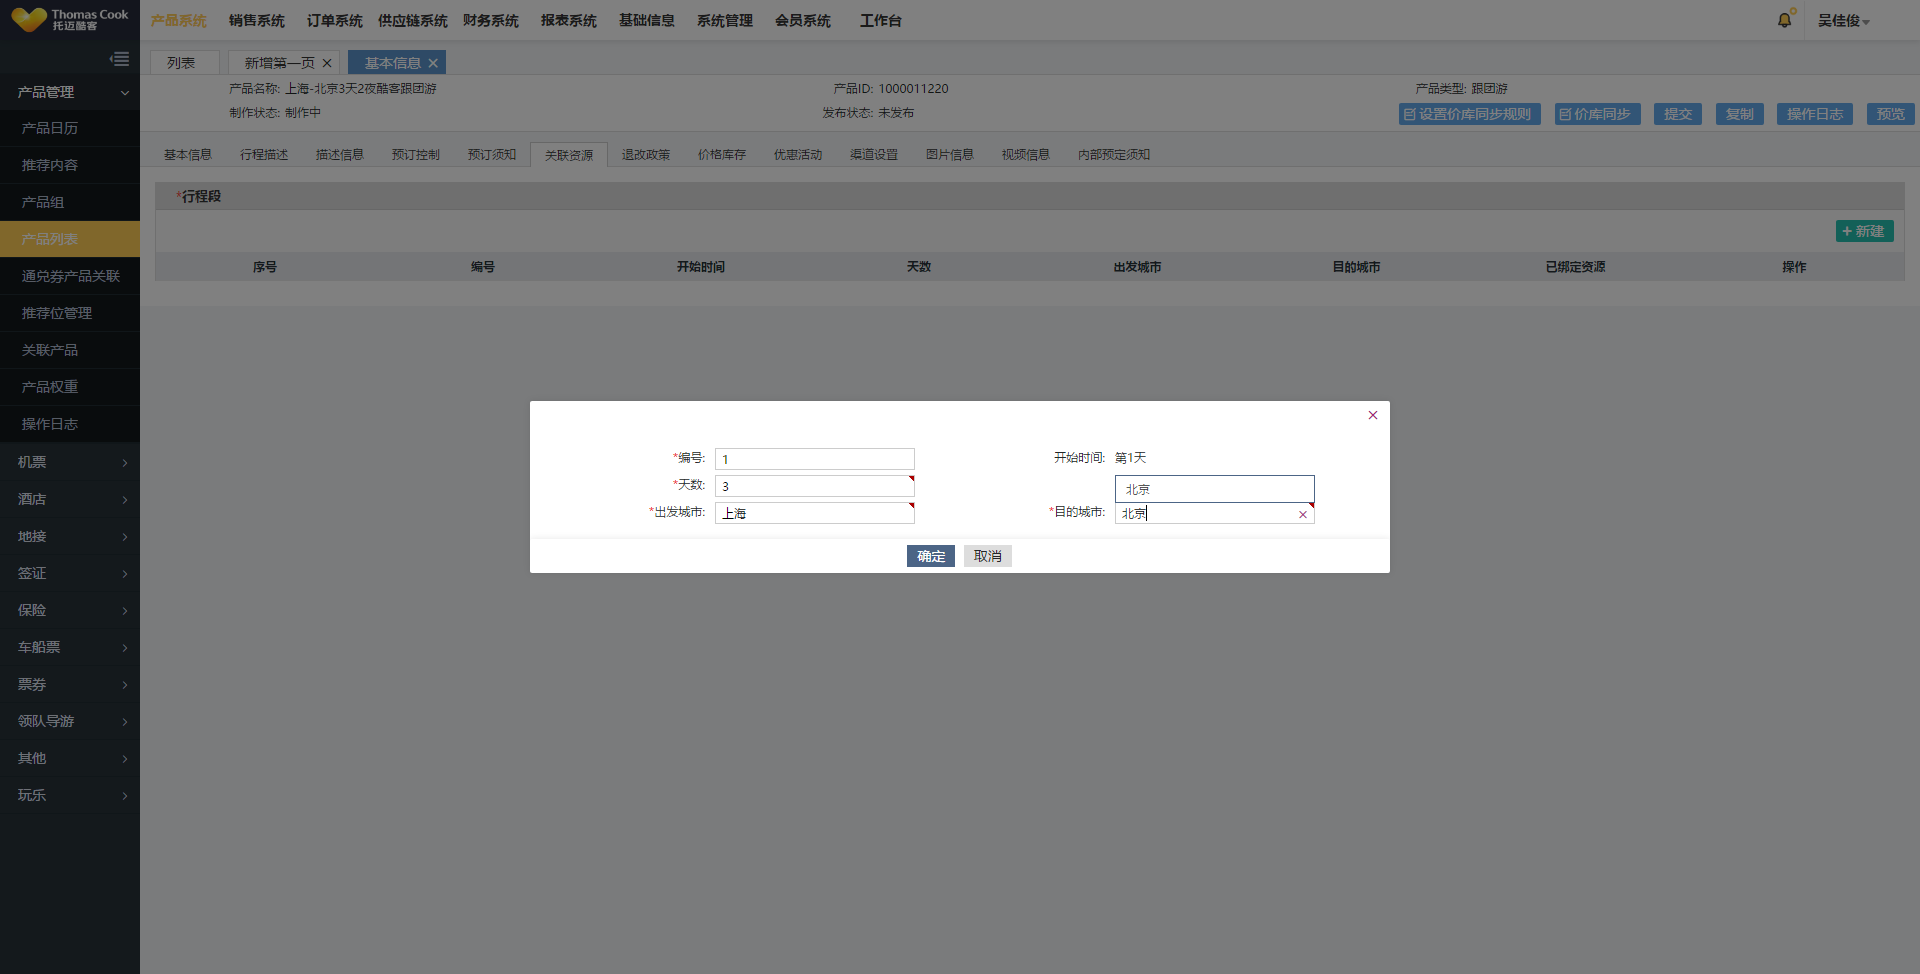 Thomas Cook
托迈酷客
产品系统 销售系统 订单系统 供应链系统 财务系统 报表系统 基础信息 系统管理 会员系统 工作台
吴佳俊
列表 新增第一页 基本信息
产品名称: 上海-北京3天2夜酷客跟团游 产品ID: 1000011220 产品类型: 跟团游
制作状态: 制作中 发布状态: 未发布
设置价库同步规则 价库同步 提交 复制 操作日志 预览
基本信息 行程描述 描述信息 预订控制 预订须知 关联资源 退改政策 价格库存 优惠活动 渠道设置 图片信息 视频信息 内部预定须知
*行程段
+ 新建
序号 编号 开始时间 天数 出发城市 目的城市 已绑定资源 操作
产品管理
产品日历
推荐内容
产品组
产品列表
通兑券产品关联
推荐位管理
关联产品
产品权重
操作日志
机票
酒店
地接
签证
保险
车船票
票券
领队导游
其他
玩乐
*编号: 1 开始时间: 第1天
*天数: 3
北京
*出发城市: 上海 *目的城市: 北京
确定 取消